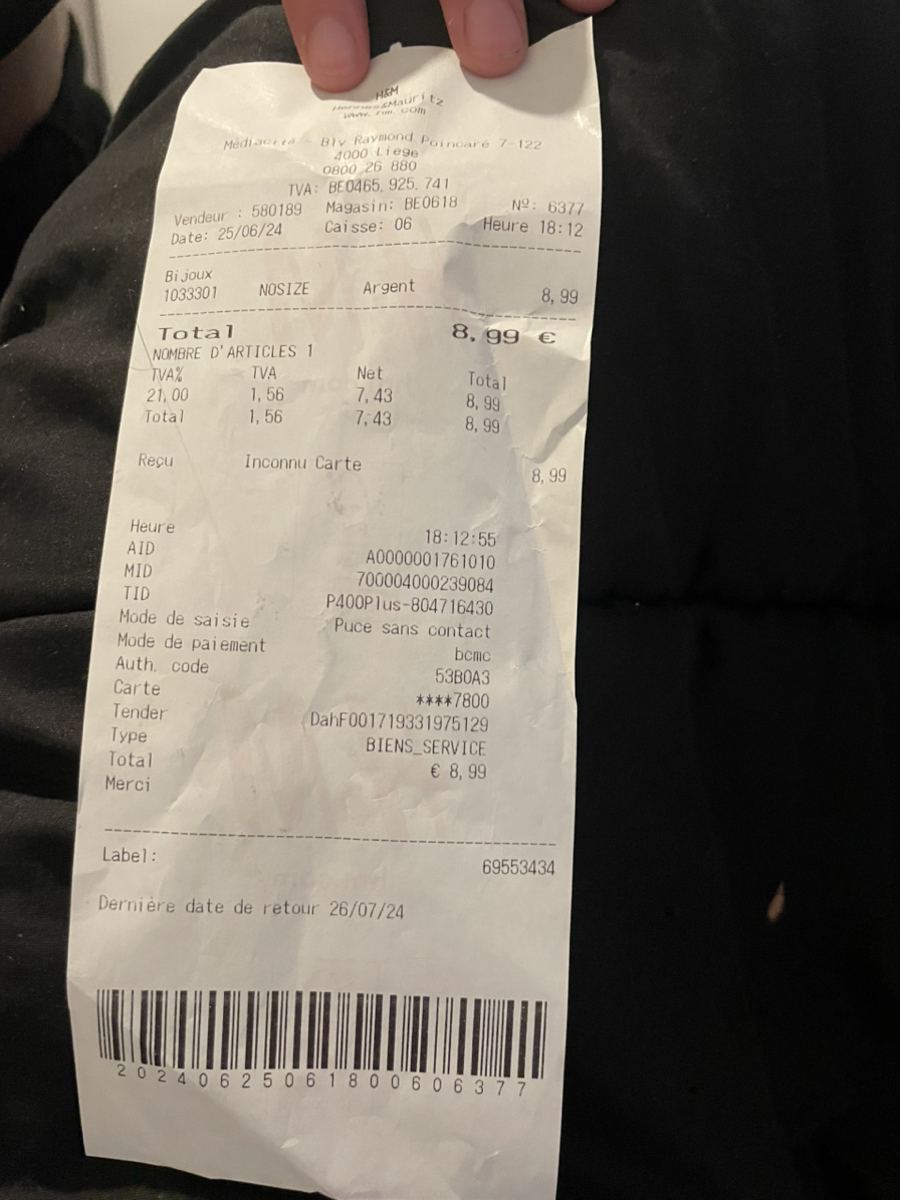 H&M
Hennes&Mauritz
www. .com
- Blv Raymond Poincaré 7-122
4000 Liege
0800 26 880
TVA: BE0465. 925. 741
Vendeur : 580189 Magasin: BE0618 Nº: 6377
Date: 25/06/24 Caisse: 06 Heure 18:12
Bijoux
1033301 NOSIZE Argent 8,99
Total 8,99 €
NOMBRE D'ARTICLES 1
TVA% TVA Net Total
21,00 1,56 7,43 8,99
Total 1,56 7,43 8,99
Reçu Inconnu Carte 8,99
Heure 18:12:55
AID A0000001761010
MID 700004000239084
TID P400Plus-804716430
Mode de saisie Puce sans contact
Mode de paiement bcmc
Auth. code 53B0A3
Carte ****7800
Tender DahF001719331975129
Type BIENS_SERVICE
Total € 8,99
Merci
Label: 69553434
Dernière date de retour 26/07/24
20240625061800606377